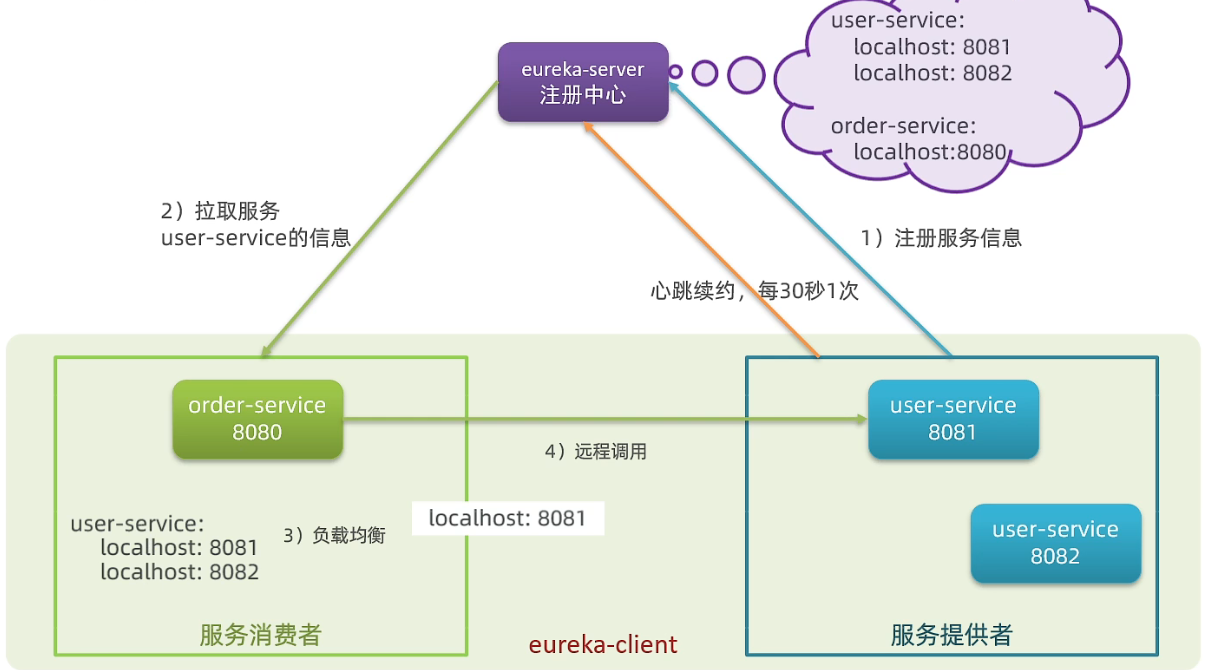 user-service:
localhost: 8081
localhost: 8082
eureka-server
注册中心
order-service:
localhost:8080
2）拉取服务
user-service的信息
1）注册服务信息
心跳续约，每30秒1次
order-service
8080
user-service
8081
4）远程调用
localhost: 8081
user-service:
localhost: 8081
localhost: 8082
3）负载均衡
user-service
8082
服务消费者
eureka-client
服务提供者